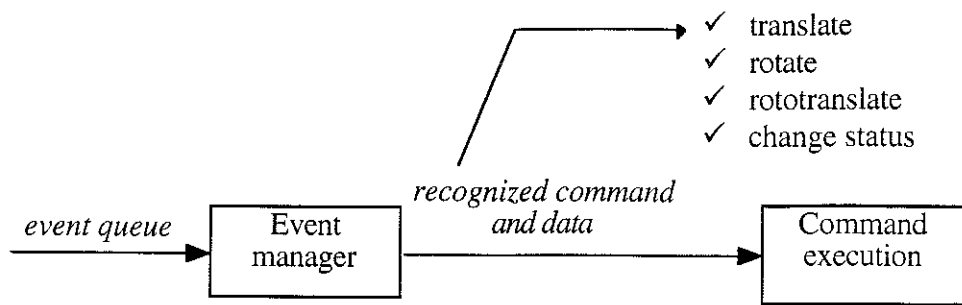 ✓ translate
✓ rotate
✓ rototranslate
✓ change status
recognized command
and data
event queue
Event
manager
Command
execution